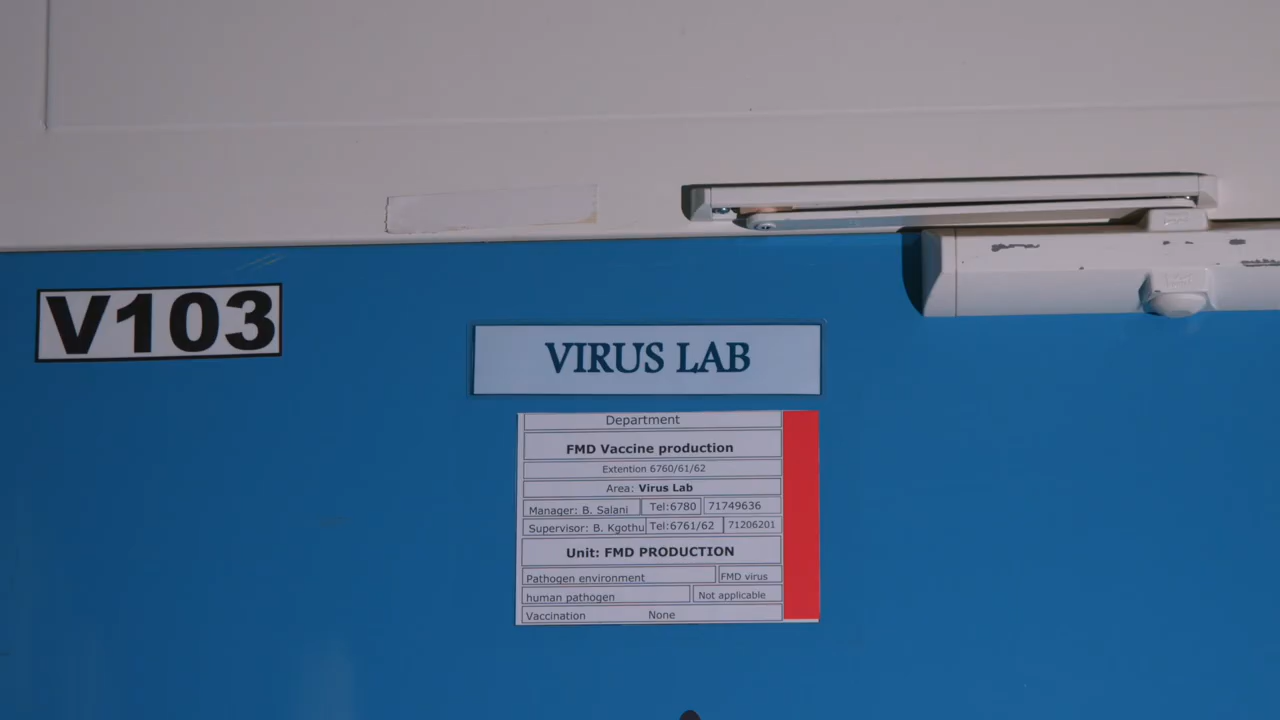 V103
VIRUS LAB
Department
FMD Vaccine production
Extention 6760/61/62
Area: Virus Lab
Manager: B. Salani Tel:6780 71749636
Supervisor: B. Kgothu Tel:6761/62 71206201
Unit: FMD PRODUCTION
Pathogen environment FMD virus
human pathogen Not applicable
Vaccination None